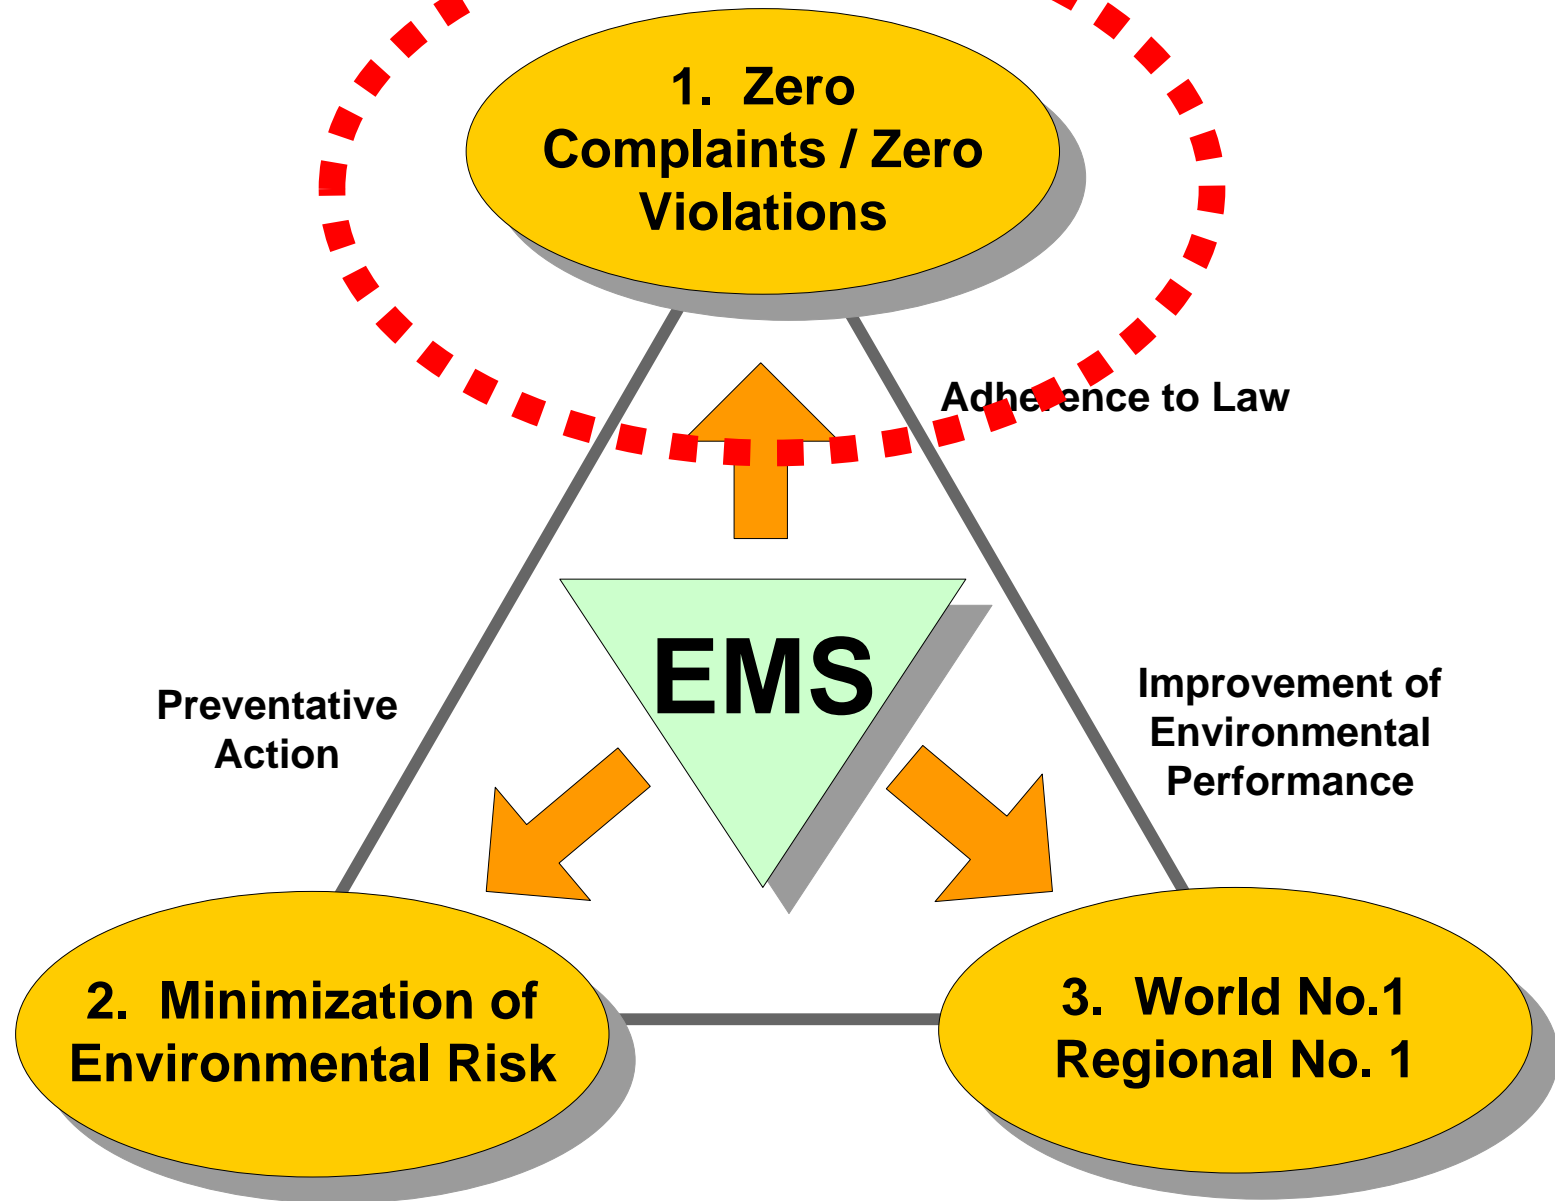 1. Zero
Complaints / Zero
Violations
Adherence to Law
EMS
Preventative
Action
Improvement of
Environmental
Performance
2. Minimization of
Environmental Risk
3. World No.1
Regional No. 1